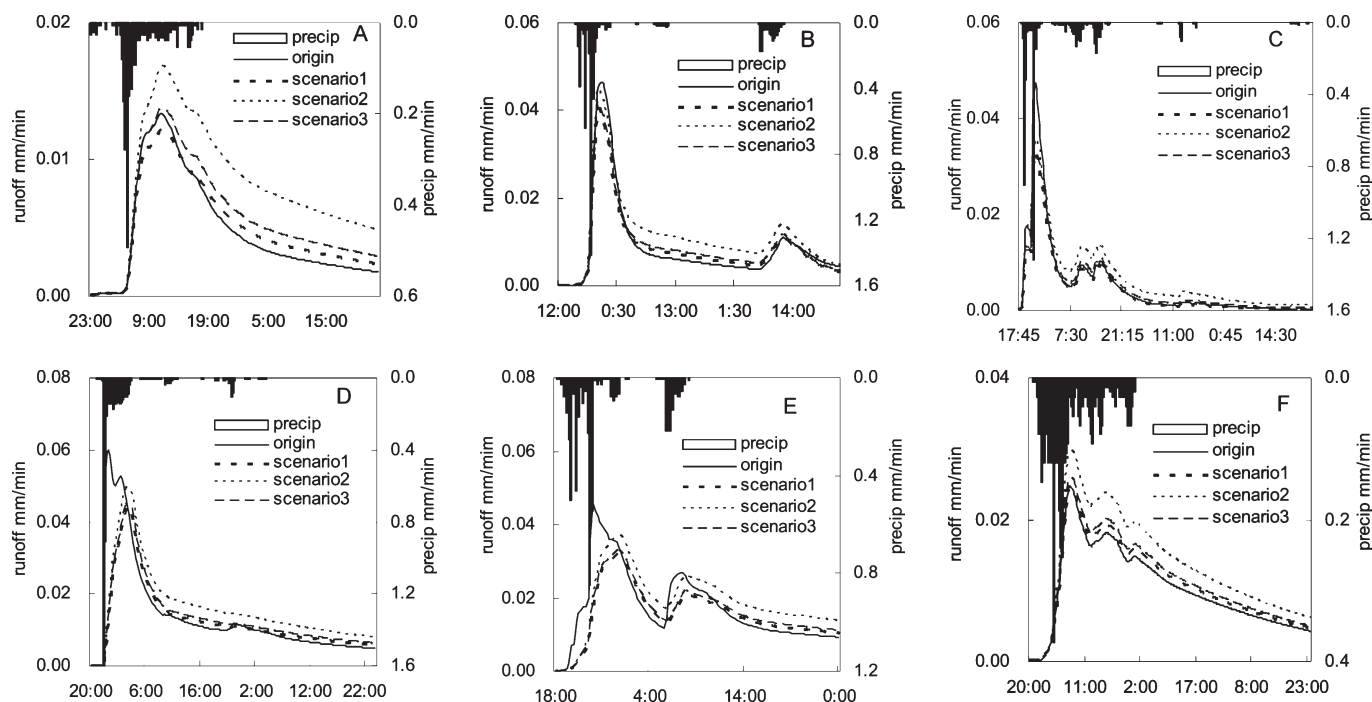 A
runoff mm/min
0.02
0.01
0.00
precip
origin
scenario1
scenario2
scenario3
0.0
0.2
0.4
0.6
precip mm/min
23:00 9:00 19:00 5:00 15:00
B
runoff mm/min
0.06
0.04
0.02
0.00
precip
origin
scenario1
scenario2
scenario3
0.0
0.4
0.8
1.2
1.6
precip mm/min
12:00 0:30 13:00 1:30 14:00
C
runoff mm/min
0.06
0.04
0.02
0.00
precip
origin
scenario1
scenario2
scenario3
0.0
0.4
0.8
1.2
1.6
precip mm/min
17:45 7:30 21:15 11:00 0:45 14:30
D
runoff mm/min
0.08
0.06
0.04
0.02
0.00
precip
origin
scenario1
scenario2
scenario3
0.0
0.4
0.8
1.2
1.6
precip mm/min
20:00 6:00 16:00 2:00 12:00 22:00
E
runoff mm/min
0.08
0.06
0.04
0.02
0.00
precip
origin
scenario1
scenario2
scenario3
0.0
0.4
0.8
1.2
precip mm/min
18:00 4:00 14:00 0:00
F
runoff mm/min
0.04
0.02
0.00
precip
origin
scenario1
scenario2
scenario3
0.0
0.2
0.4
precip mm/min
20:00 11:00 2:00 17:00 8:00 23:00